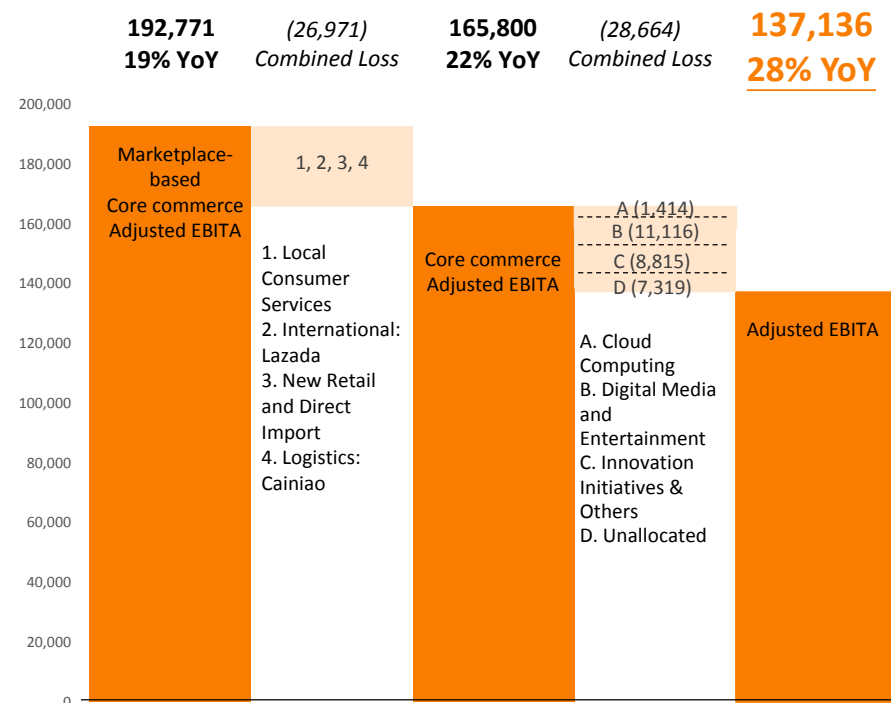 192,771
19% YoY
(26,971)
Combined Loss
165,800
22% YoY
(28,664)
Combined Loss
137,136
28% YoY
200,000
180,000
160,000
140,000
120,000
100,000
80,000
60,000
40,000
20,000
0
Marketplace-
based
Core commerce
Adjusted EBITA
1, 2, 3, 4
1. Local
Consumer
Services
2. International:
Lazada
3. New Retail
and Direct
Import
4. Logistics:
Cainiao
Core commerce
Adjusted EBITA
A (1,414)
B (11,116)
C (8,815)
D (7,319)
A. Cloud
Computing
B. Digital Media
and
Entertainment
C. Innovation
Initiatives &
Others
D. Unallocated
Adjusted EBITA